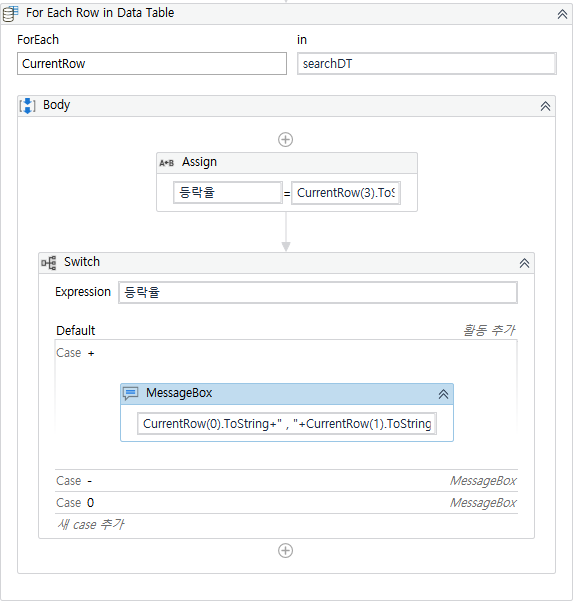 For Each Row in Data Table
ForEach in
CurrentRow searchDT
Body
A*B Assign
등락율 = CurrentRow(3).ToS
Switch
Expression 등락율
Default 활동 추가
Case +
MessageBox
CurrentRow(0).ToString+" , "+CurrentRow(1).ToString
Case - MessageBox
Case 0 MessageBox
새 case 추가